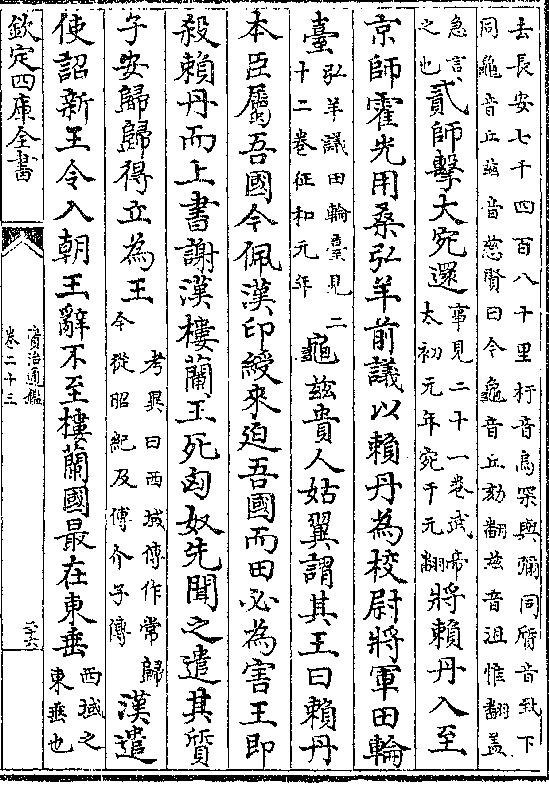 去長安七千四百八十里杅音烏罙與彌同質音致下
同龜音丘兹音慈賢曰今龜音丘翻兹音沮惟翻蓋
急言
之也
貳師擊大宛還
事見二十一卷武帝
太初元年宛于元翻
將賴丹入至
京師霍光用桑弘羊前議以賴丹為校尉將軍田輪
臺
弘羊議田輪臺見二
十二卷征和元年
龜兹貴人姑翼謂其王曰賴丹
本臣屬吾國今佩漢印綬來迫吾國而田必為害王即
殺賴丹而上書謝漢樓蘭王死匈奴先聞之遣其質
子安歸歸得立為王
考異曰西域傳作嘗歸
今從昭紀及傅介子傳
漢遣
使詔新王令入朝王辭不至樓蘭國最在東垂
西域之
東垂也
欽定四庫全書
資治通鑑
卷二十三
二十六